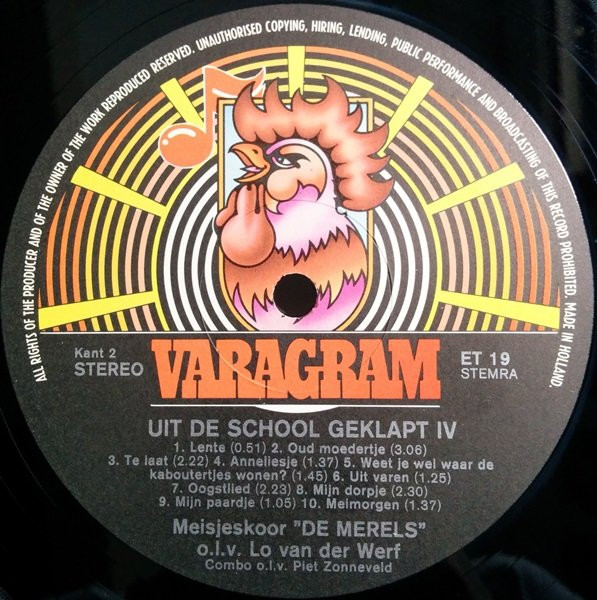 ALL RIGHTS OF THE PRODUCER AND OF THE OWNER OF THE WORK REPRODUCED RESERVED. UNAUTHORISED COPYING, HIRING, LENDING, PUBLIC PERFORMANCE AND BROADCASTING OF THIS RECORD PROHIBITED. MADE IN HOLLAND.
Kant 2
STEREO
VARAGRAM
ET 19
STEMRA
UIT DE SCHOOL GEKLAPT IV
1. Lente (0.51) 2. Oud moedertje (3.06)
3. Te laat (2.22) 4. Anneliesje (1.37) 5. Weet je wel waar de
kaboutertjes wonen? (1.45) 6. Uit varen (1.25)
7. Oogstlied (2.23) 8. Mijn dorpje (2.30)
9. Mijn paardje (1.05) 10. Meimorgen (1.37)
Meisjeskoor "DE MERELS"
o.l.v. Lo van der Werf
Combo o.l.v. Piet Zonneveld